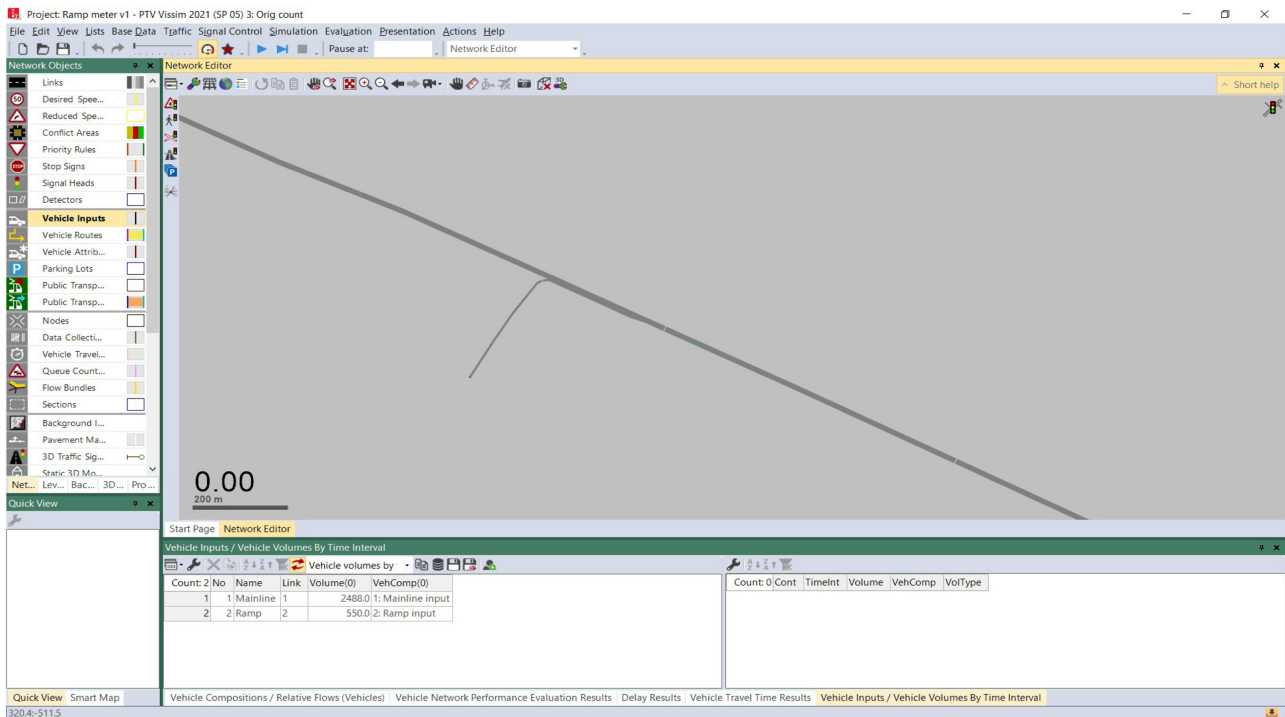 Project: Ramp meter v1 - PTV Vissim 2021 (SP 05) 3: Orig count
File Edit View Lists Base Data Traffic Signal Control Simulation Evaluation Presentation Actions Help
Pause at: Network Editor
Network Objects
Network Editor
Links
Short help
50 Desired Spee...
Reduced Spe...
Conflict Areas
Priority Rules
STOP Stop Signs
Signal Heads
Detectors
Vehicle Inputs
Vehicle Routes
Vehicle Attrib...
P Parking Lots
Public Transp...
Public Transp...
Nodes
Data Collecti...
Vehicle Travel...
Queue Count...
Flow Bundles
Sections
Background I...
Pavement Ma...
3D Traffic Sig...
Static 3D Mo...
Net... Lev... Bac... 3D... Pro...
0.00
200 m
Quick View
Start Page Network Editor
Vehicle Inputs / Vehicle Volumes By Time Interval
Vehicle volumes by
Count: 2 No Name Link Volume(0) VehComp(0)
1 1 Mainline 1 2488.0 1: Mainline input
2 2 Ramp 2 550.0 2: Ramp input
Count: 0 Cont TimeInt Volume VehComp VolType
Quick View Smart Map
Vehicle Compositions / Relative Flows (Vehicles) Vehicle Network Performance Evaluation Results Delay Results Vehicle Travel Time Results Vehicle Inputs / Vehicle Volumes By Time Interval
320.4:-511.5